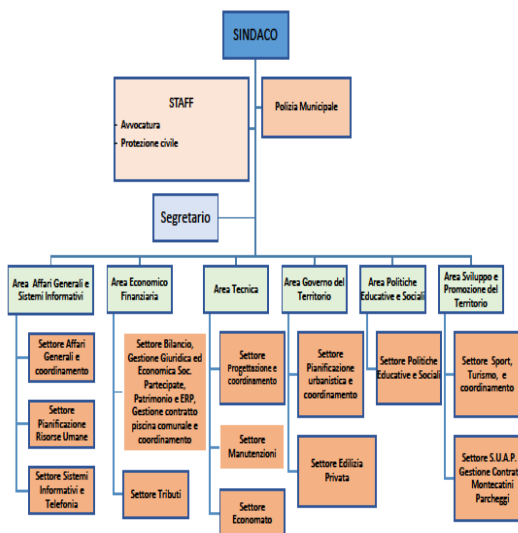 SINDACO
STAFF
- Avvocatura
- Protezione civile
Polizia Municipale
Segretario
Area Affari Generali e
Sistemi Informativi
Area Economico
Finanziaria
Area Tecnica
Area Governo del
Territorio
Area Politiche
Educative e Sociali
Area Sviluppo e
Promozione del
Territorio
Settore Affari
Generali e
coordinamento
Settore
Pianificazione
Risorse Umane
Settore Sistemi
Informativi e
Telefonia
Settore Bilancio,
Gestione Giuridica ed
Economica Soc.
Partecipate,
Patrimonio e ERP,
Gestione contratto
piscina comunale e
coordinamento
Settore Tributi
Settore
Progettazione e
coordinamento
Settore
Manutenzioni
Settore
Economato
Settore
Pianificazione
urbanistica e
coordinamento
Settore Edilizia
Privata
Settore Politiche
Educative e Sociali
Settore Sport,
Turismo, e
coordinamento
Settore S.U.A.P.
Gestione Contrat
Montecatini
Parcheggi